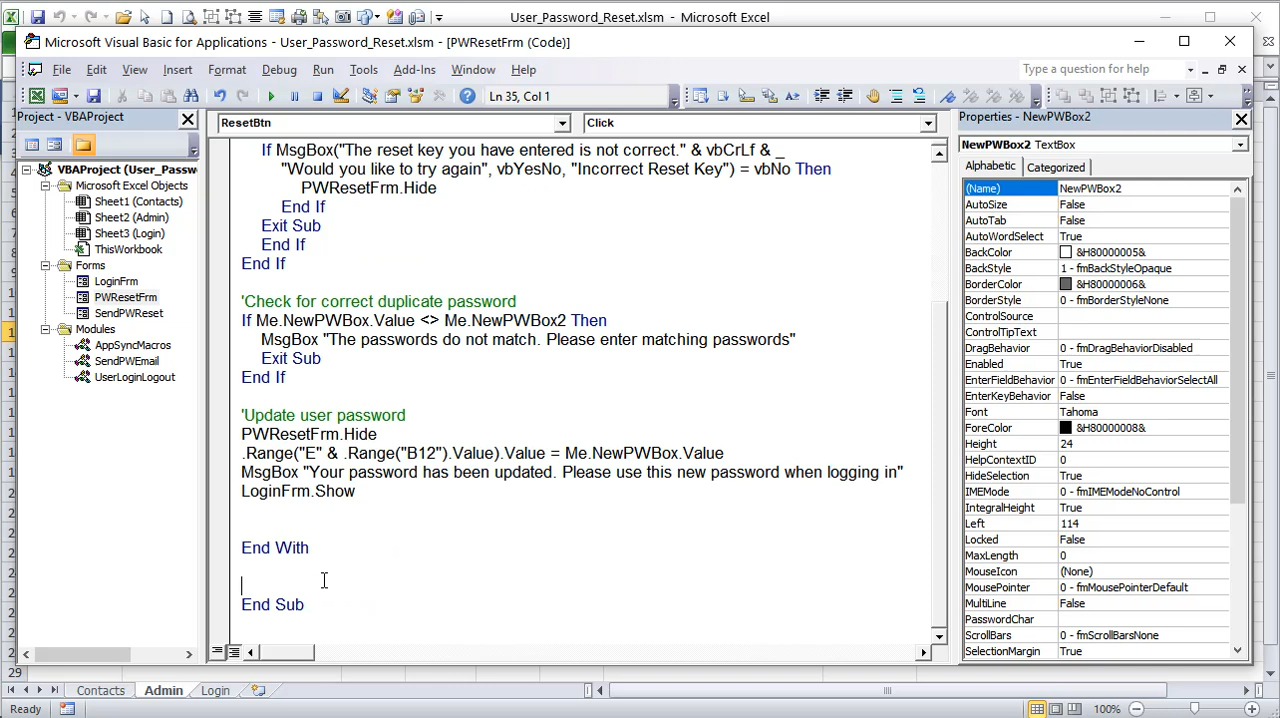 User_Password_Reset.xlsm - Microsoft Excel
Microsoft Visual Basic for Applications - User_Password_Reset.xlsm - [PWResetFrm (Code)]
File Edit View Insert Format Debug Run Tools Add-Ins Window Help
Type a question for help
Ln 35, Col 1
Project - VBAProject
VBAProject (User_Passw
Microsoft Excel Objects
Sheet1 (Contacts)
Sheet2 (Admin)
Sheet3 (Login)
ThisWorkbook
Forms
LoginFrm
PWResetFrm
SendPWReset
Modules
AppSyncMacros
SendPWEmail
UserLoginLogout
ResetBtn
Click
If MsgBox("The reset key you have entered is not correct." & vbCrLf & _
"Would you like to try again", vbYesNo, "Incorrect Reset Key") = vbNo Then
PWResetFrm.Hide
End If
Exit Sub
End If
End If
'Check for correct duplicate password
If Me.NewPWBox.Value <> Me.NewPWBox2 Then
MsgBox "The passwords do not match. Please enter matching passwords"
Exit Sub
End If
'Update user password
PWResetFrm.Hide
.Range("E" & .Range("B12").Value).Value = Me.NewPWBox.Value
MsgBox "Your password has been updated. Please use this new password when logging in"
LoginFrm.Show
End With
End Sub
Properties - NewPWBox2
NewPWBox2 TextBox
Alphabetic Categorized
(Name) NewPWBox2
AutoSize False
AutoTab False
AutoWordSelect True
BackColor &H80000005&
BackStyle 1 - fmBackStyleOpaque
BorderColor &H80000006&
BorderStyle 0 - fmBorderStyleNone
ControlSource
ControlTipText
DragBehavior 0 - fmDragBehaviorDisabled
Enabled True
EnterFieldBehavior 0 - fmEnterFieldBehaviorSelectAll
EnterKeyBehavior False
Font Tahoma
ForeColor &H80000008&
Height 24
HelpContextID 0
HideSelection True
IMEMode 0 - fmIMEModeNoControl
IntegralHeight True
Left 114
Locked False
MaxLength 0
MouseIcon (None)
MousePointer 0 - fmMousePointerDefault
MultiLine False
PasswordChar
ScrollBars 0 - fmScrollBarsNone
SelectionMargin True
29
Contacts Admin Login
Ready
100%